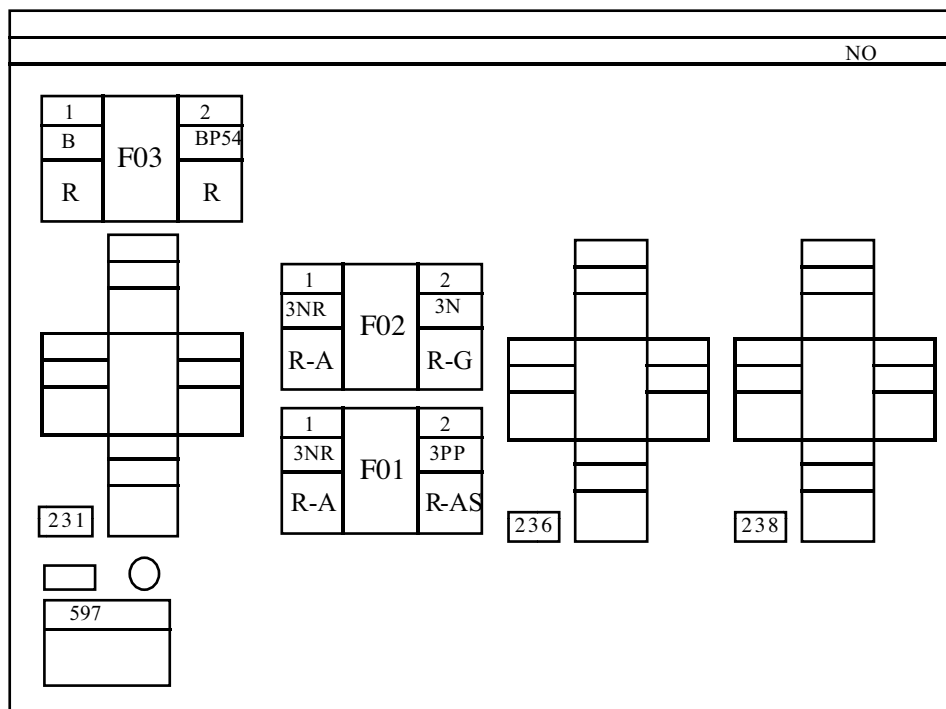 NO
1
2
B
F03
BP54
R
R
1
2
3NR
F02
3N
R-A
R-G
1
2
3NR
F01
3PP
R-A
R-AS
231
236
238
597